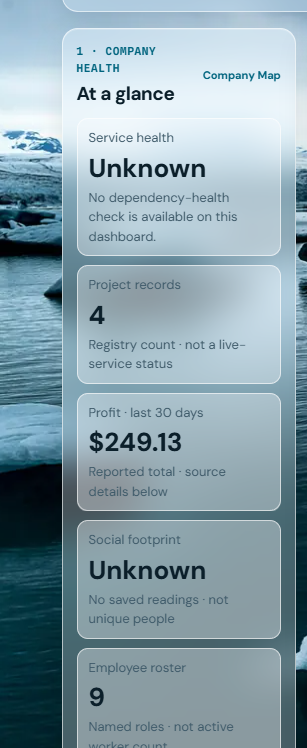 1 · COMPANY
HEALTH
Company Map
At a glance
Service health
Unknown
No dependency-health
check is available on this
dashboard.
Project records
4
Registry count · not a live-
service status
Profit · last 30 days
$249.13
Reported total · source
details below
Social footprint
Unknown
No saved readings · not
unique people
Employee roster
9
Named roles · not active
worker count